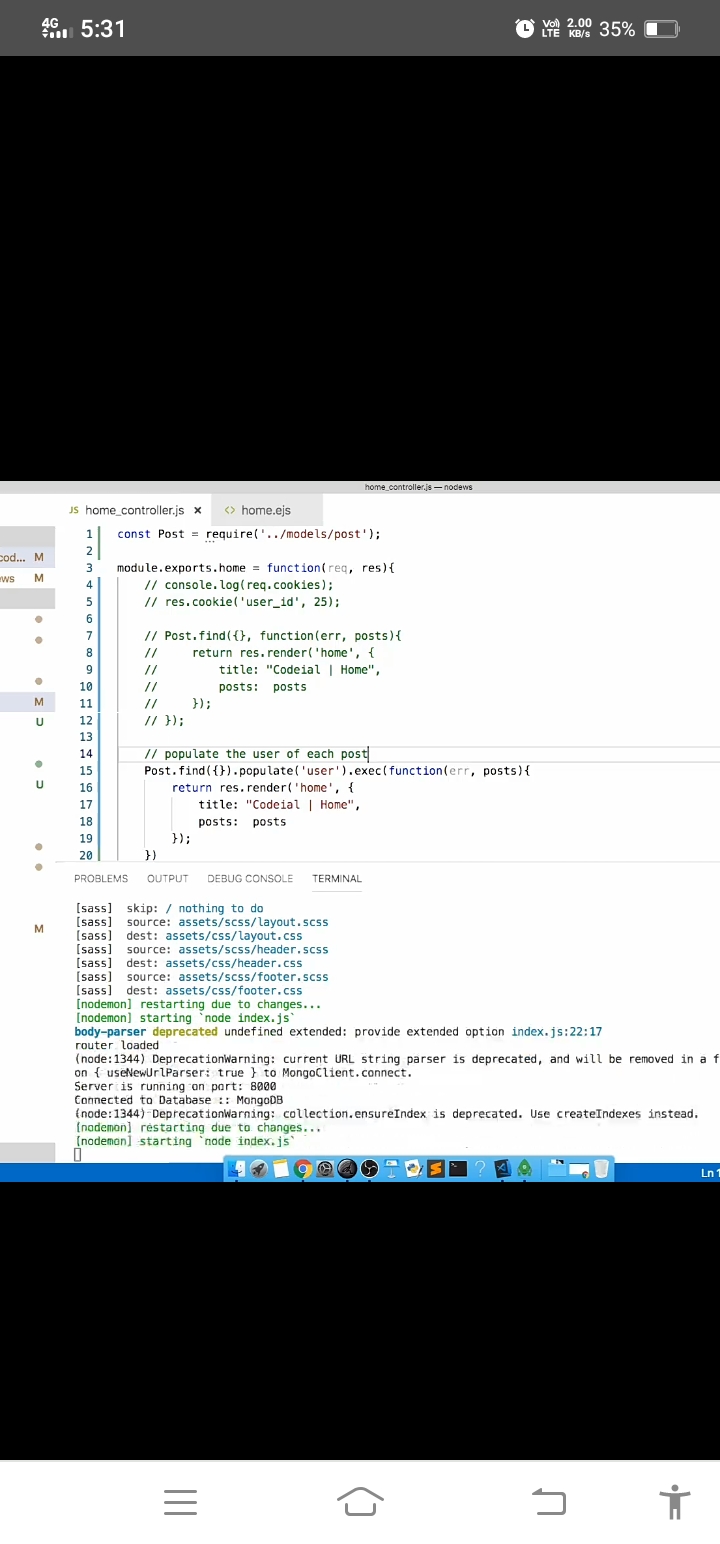 4G 5:31 Vo) LTE 2.00 KB/s 35%
home_controller.js — nodews
JS home_controller.js × <> home.ejs
cod... M
ws M
M
U
U
M
1 const Post = require('../models/post');
2
3 module.exports.home = function(req, res){
4 // console.log(req.cookies);
5 // res.cookie('user_id', 25);
6
7 // Post.find({}, function(err, posts){
8 //     return res.render('home', {
9 //         title: "Codeial | Home",
10 //         posts:  posts
11 //     });
12 // });
13
14 // populate the user of each post
15 Post.find({}).populate('user').exec(function(err, posts){
16 return res.render('home', {
17 title: "Codeial | Home",
18 posts:  posts
19 });
20 })
PROBLEMS OUTPUT DEBUG CONSOLE TERMINAL
[sass]  skip: / nothing to do
[sass]  source: assets/scss/layout.scss
[sass]  dest: assets/css/layout.css
[sass]  source: assets/scss/header.scss
[sass]  dest: assets/css/header.css
[sass]  source: assets/scss/footer.scss
[sass]  dest: assets/css/footer.css
[nodemon] restarting due to changes...
[nodemon] starting `node index.js`
body-parser deprecated undefined extended: provide extended option index.js:22:17
router loaded
(node:1344) DeprecationWarning: current URL string parser is deprecated, and will be removed in a f
on { useNewUrlParser: true } to MongoClient.connect.
Server is running on port: 8000
Connected to Database :: MongoDB
(node:1344) DeprecationWarning: collection.ensureIndex is deprecated. Use createIndexes instead.
[nodemon] restarting due to changes...
[nodemon] starting `node index.js`
Ln 1